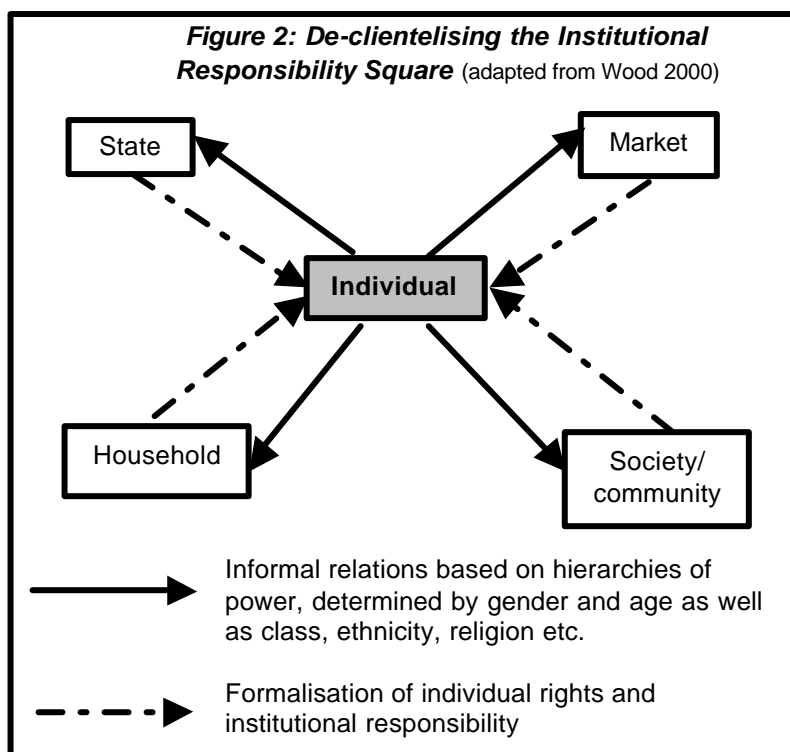 Figure 2: De-clientelising the Institutional
Responsibility Square (adapted from Wood 2000)
State
Market
Individual
Household
Society/
community
Informal relations based on hierarchies of
power, determined by gender and age as well
as class, ethnicity, religion etc.
Formalisation of individual rights and
institutional responsibility